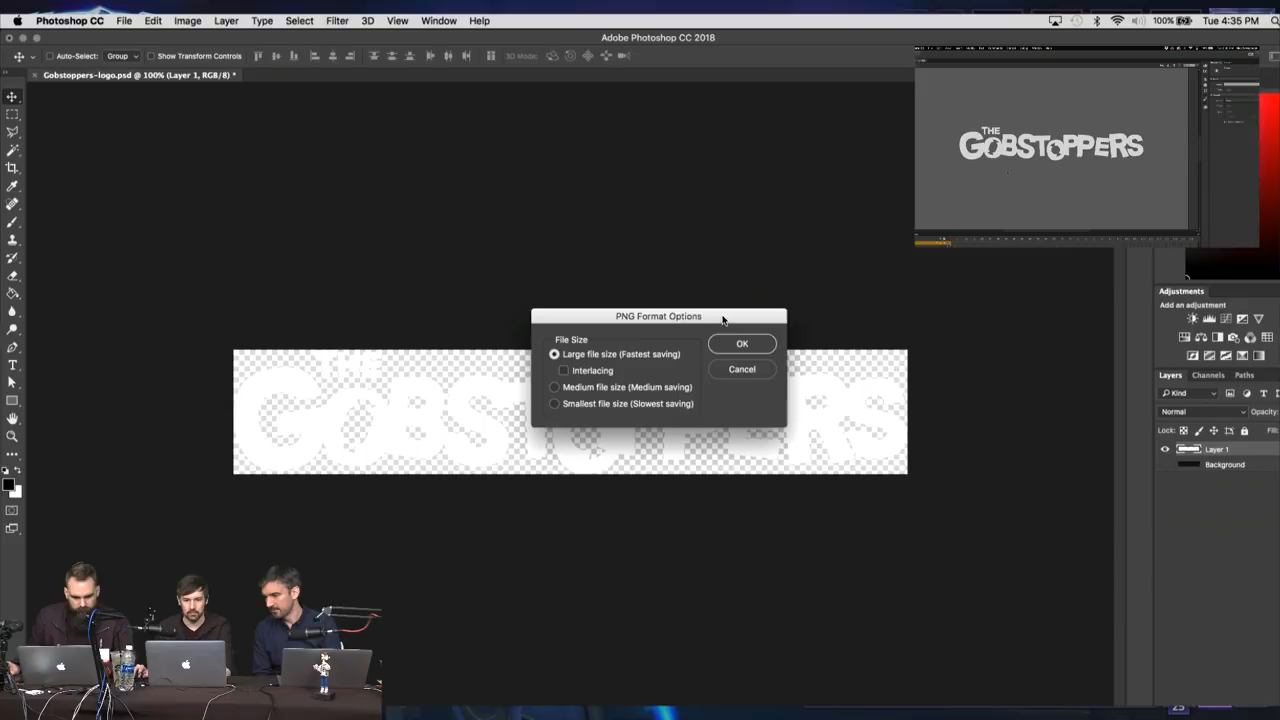 Photoshop CC File Edit Image Layer Type Select Filter 3D View Window Help 100% Tue 4:35 PM
Adobe Photoshop CC 2018
Auto-Select: Group Show Transform Controls 3D Mode:
Gobstoppers-logo.psd @ 100% (Layer 1, RGB/8) *
THE
GOBSTOPPERS
PNG Format Options
File Size
Large file size (Fastest saving)
Interlacing
Medium file size (Medium saving)
Smallest file size (Slowest saving)
OK
Cancel
THE
Adjustments
Add an adjustment
Layers Channels Paths
Kind
Normal Opacity:
Lock: Fill:
Layer 1
Background
25